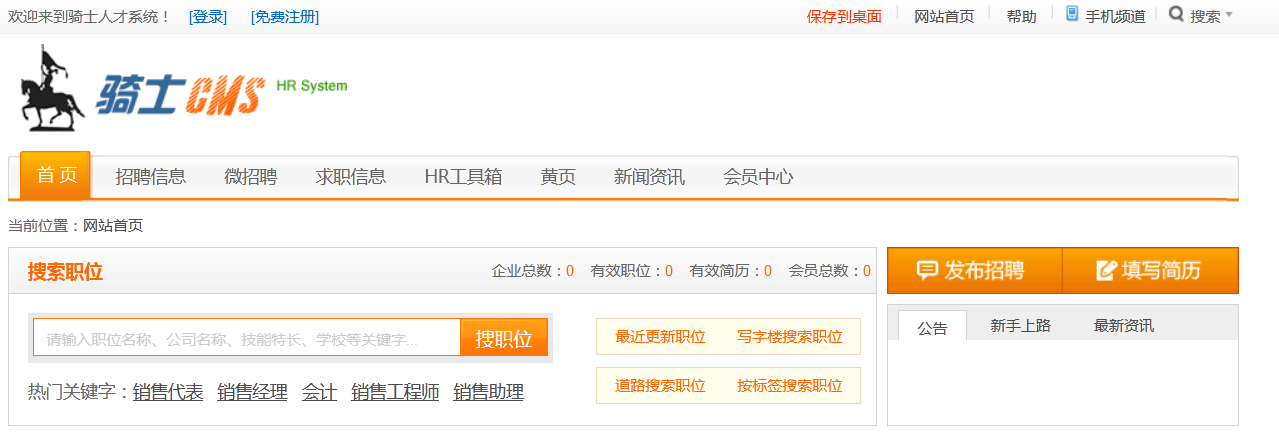 欢迎来到骑士人才系统！ [登录] [免费注册] 保存到桌面 网站首页 帮助 手机频道 搜索
骑士CMS HR System
首 页 招聘信息 微招聘 求职信息 HR工具箱 黄页 新闻资讯 会员中心
当前位置：网站首页
搜索职位 企业总数：0 有效职位：0 有效简历：0 会员总数：0 发布招聘 填写简历
请输入职位名称、公司名称、技能特长、学校等关键字... 搜职位 最近更新职位 写字楼搜索职位 公告 新手上路 最新资讯
热门关键字：销售代表 销售经理 会计 销售工程师 销售助理 道路搜索职位 按标签搜索职位